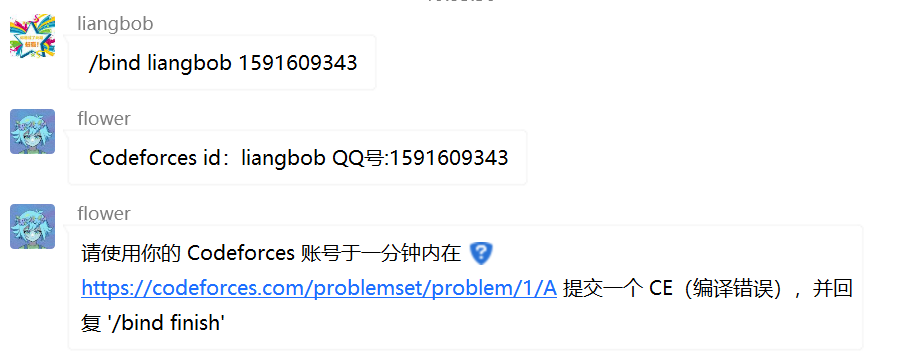 liangbob
/bind liangbob 1591609343
flower
Codeforces id：liangbob QQ号:1591609343
flower
请使用你的 Codeforces 账号于一分钟内在
https://codeforces.com/problemset/problem/1/A 提交一个 CE（编译错误），并回
复 '/bind finish'